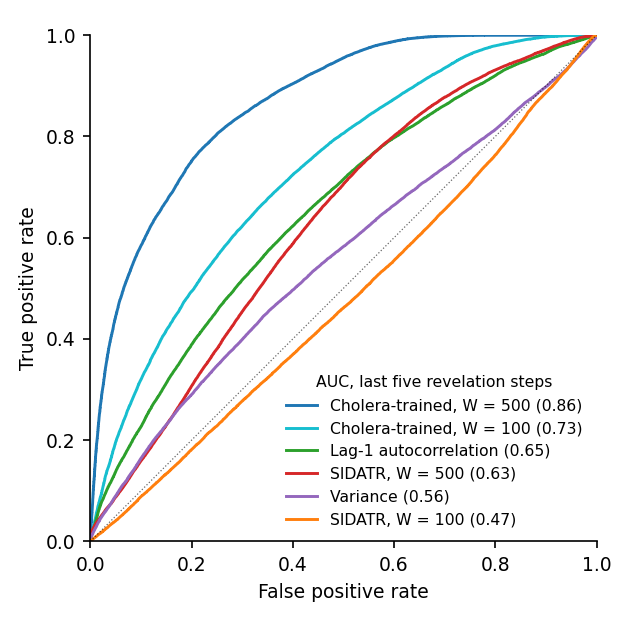 1.0
0.8
0.6
0.4
0.2
0.0
True positive rate
AUC, last five revelation steps
Cholera-trained, W = 500 (0.86)
Cholera-trained, W = 100 (0.73)
Lag-1 autocorrelation (0.65)
SIDATR, W = 500 (0.63)
Variance (0.56)
SIDATR, W = 100 (0.47)
0.0 0.2 0.4 0.6 0.8 1.0
False positive rate